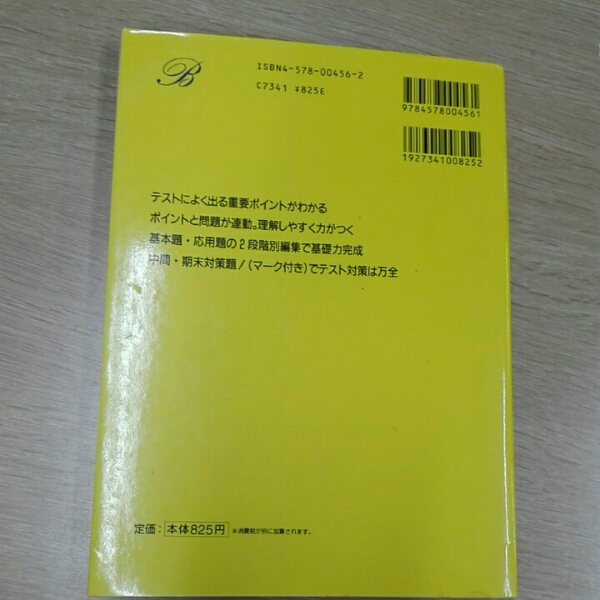 B
ISBN4-578-00456-2
C7341 ¥825E
9784578004561
1927341008252
テストによく出る重要ポイントがわかる
ポイントと問題が連動。理解しやすく力がつく
基本題・応用題の2段階別編集で基礎力完成
中間・期末対策題!(マーク付き)でテスト対策は万全
定価:本体825円 ※消費税が別に加算されます。